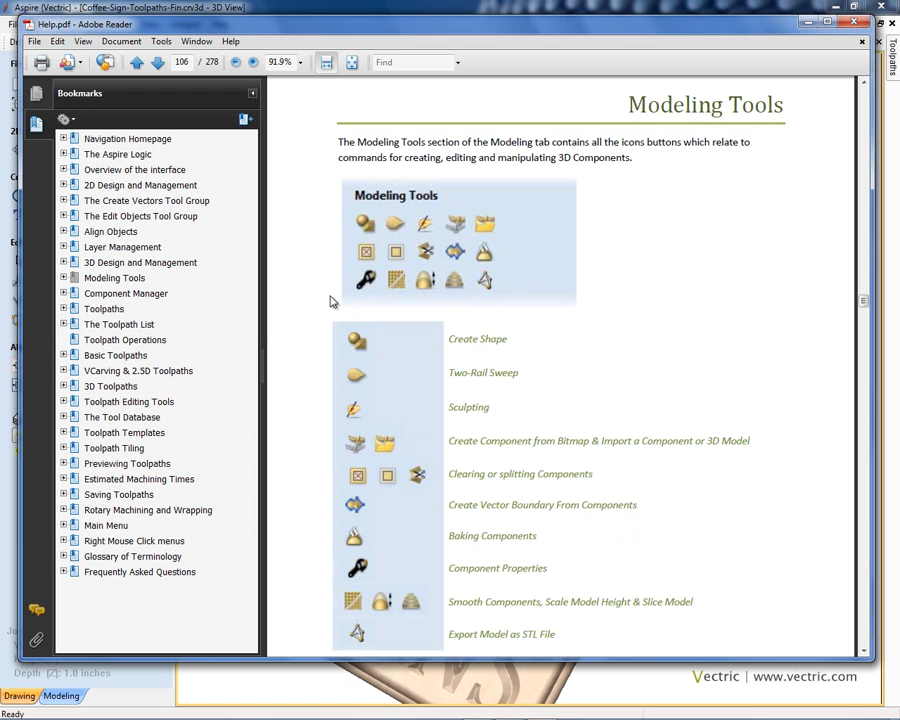 Aspire (Vectric) - [Coffee-Sign-Toolpaths-Fin.crv3d - 3D View]
Help.pdf - Adobe Reader
File Edit View Document Tools Window Help
106 / 278 91.9% Find
Toolpaths
Bookmarks
Navigation Homepage
The Aspire Logic
Overview of the interface
2D Design and Management
The Create Vectors Tool Group
The Edit Objects Tool Group
Align Objects
Layer Management
3D Design and Management
Modeling Tools
Component Manager
Toolpaths
The Toolpath List
Toolpath Operations
Basic Toolpaths
VCarving & 2.5D Toolpaths
3D Toolpaths
Toolpath Editing Tools
The Tool Database
Toolpath Templates
Toolpath Tiling
Previewing Toolpaths
Estimated Machining Times
Saving Toolpaths
Rotary Machining and Wrapping
Main Menu
Right Mouse Click menus
Glossary of Terminology
Frequently Asked Questions
Modeling Tools
The Modeling Tools section of the Modeling tab contains all the icons buttons which relate to
commands for creating, editing and manipulating 3D Components.
Modeling Tools
Create Shape
Two-Rail Sweep
Sculpting
Create Component from Bitmap & Import a Component or 3D Model
Clearing or splitting Components
Create Vector Boundary From Components
Baking Components
Component Properties
Smooth Components, Scale Model Height & Slice Model
Export Model as STL File
Depth (Z): 1.0 inches
Drawing Modeling
Vectric | www.vectric.com
Ready